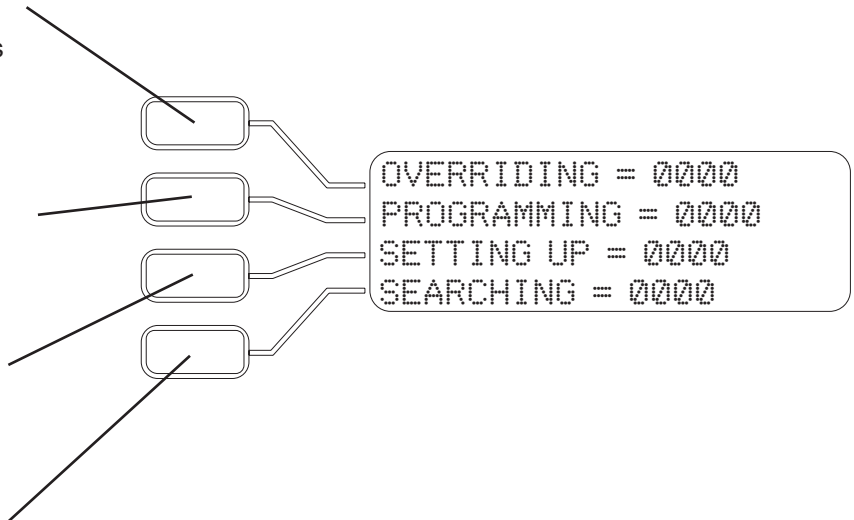 s
OVERRIDING = 0000
PROGRAMMING = 0000
SETTING UP = 0000
SEARCHING = 0000